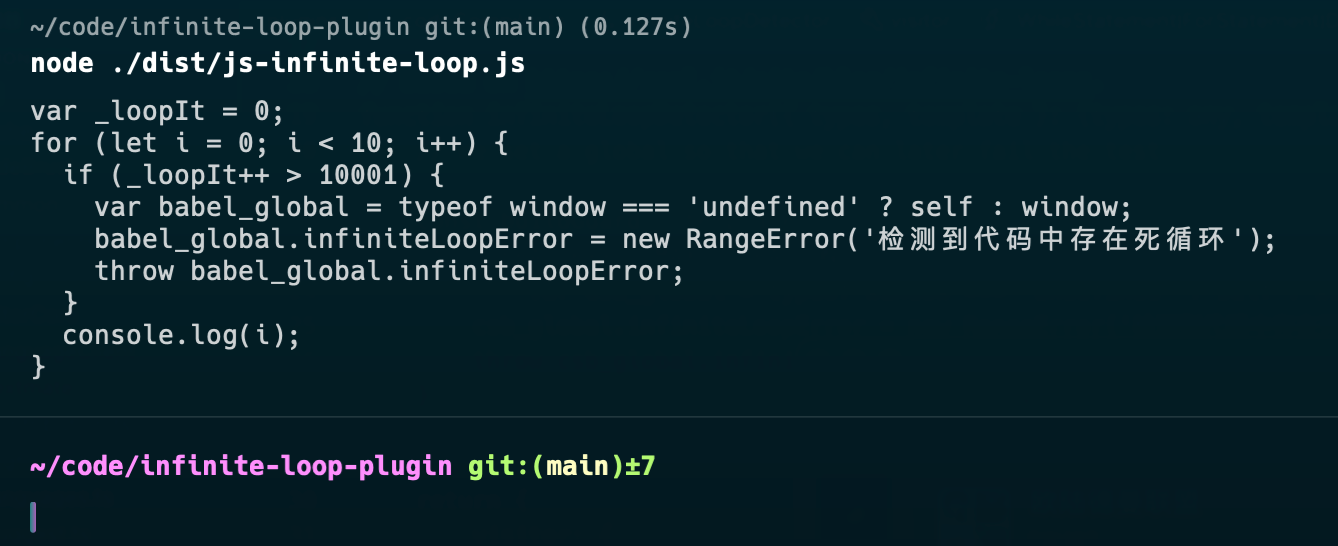 ~/code/infinite-loop-plugin git:(main) (0.127s)
node ./dist/js-infinite-loop.js
var _loopIt = 0;
for (let i = 0; i < 10; i++) {
  if (_loopIt++ > 10001) {
    var babel_global = typeof window === 'undefined' ? self : window;
    babel_global.infiniteLoopError = new RangeError('检测到代码中存在死循环');
    throw babel_global.infiniteLoopError;
  }
  console.log(i);
}
~/code/infinite-loop-plugin git:(main)±7